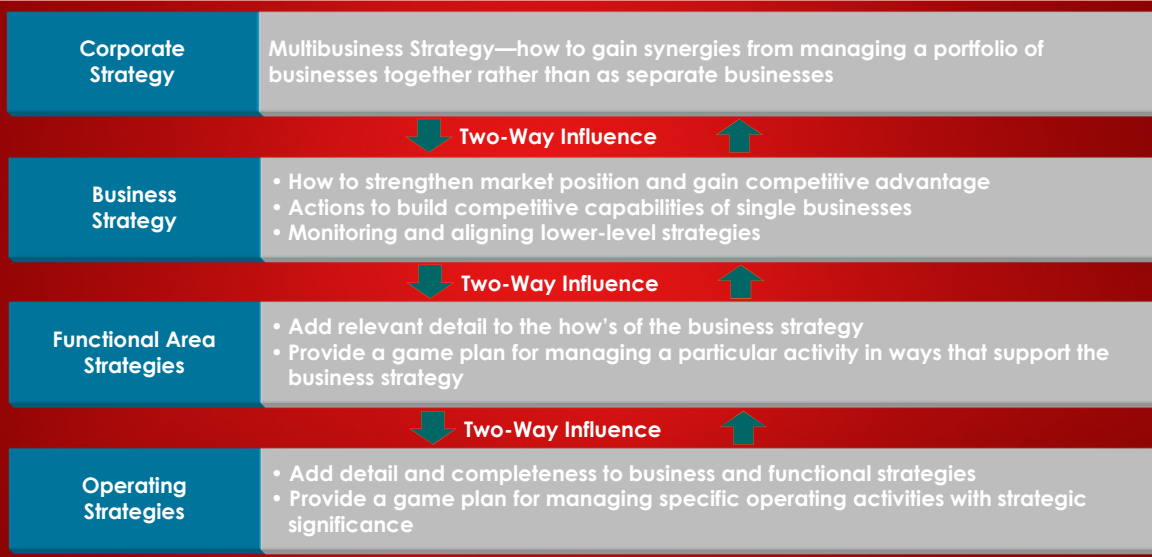 Corporate
Strategy
Multibusiness Strategy—how to gain synergies from managing a portfolio of
businesses together rather than as separate businesses
Two-Way Influence
Business
Strategy
• How to strengthen market position and gain competitive advantage
• Actions to build competitive capabilities of single businesses
• Monitoring and aligning lower-level strategies
Two-Way Influence
Functional Area
Strategies
• Add relevant detail to the how’s of the business strategy
• Provide a game plan for managing a particular activity in ways that support the
business strategy
Two-Way Influence
Operating
Strategies
• Add detail and completeness to business and functional strategies
• Provide a game plan for managing specific operating activities with strategic
significance